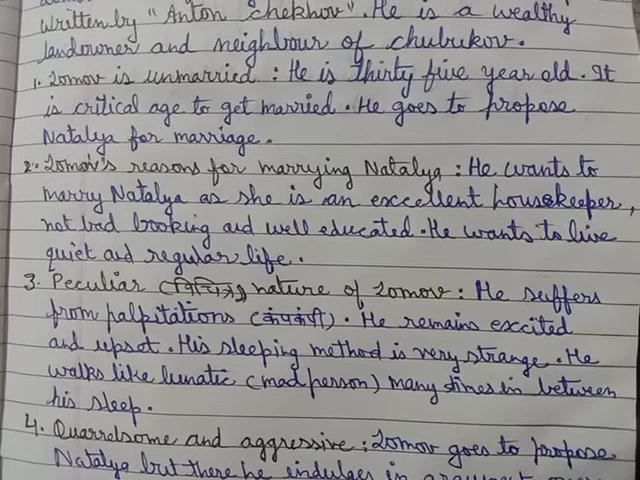 written by "Anton Chekhov". He is a wealthy
landowner and neighbour of chubukov.
1. Lomov is unmarried : He is thirty five year old. It
is critical age to get married. He goes to propose
Natalya for marriage.
2. Lomov's reasons for marrying Natalya : He wants to
marry Natalya as she is an excellent housekeeper,
not bad looking and well educated. He wants to live
quiet and regular life.
3. Peculiar (विचित्र) nature of Lomov : He suffers
from palpitations (कंपकंपी). He remains excited
and upset. His sleeping method is very strange. He
walks like lunatic (mad person) many times in between
his sleep.
4. Quarrelsome and aggressive : Lomov goes to propose
Natalya but there he indulges in argument